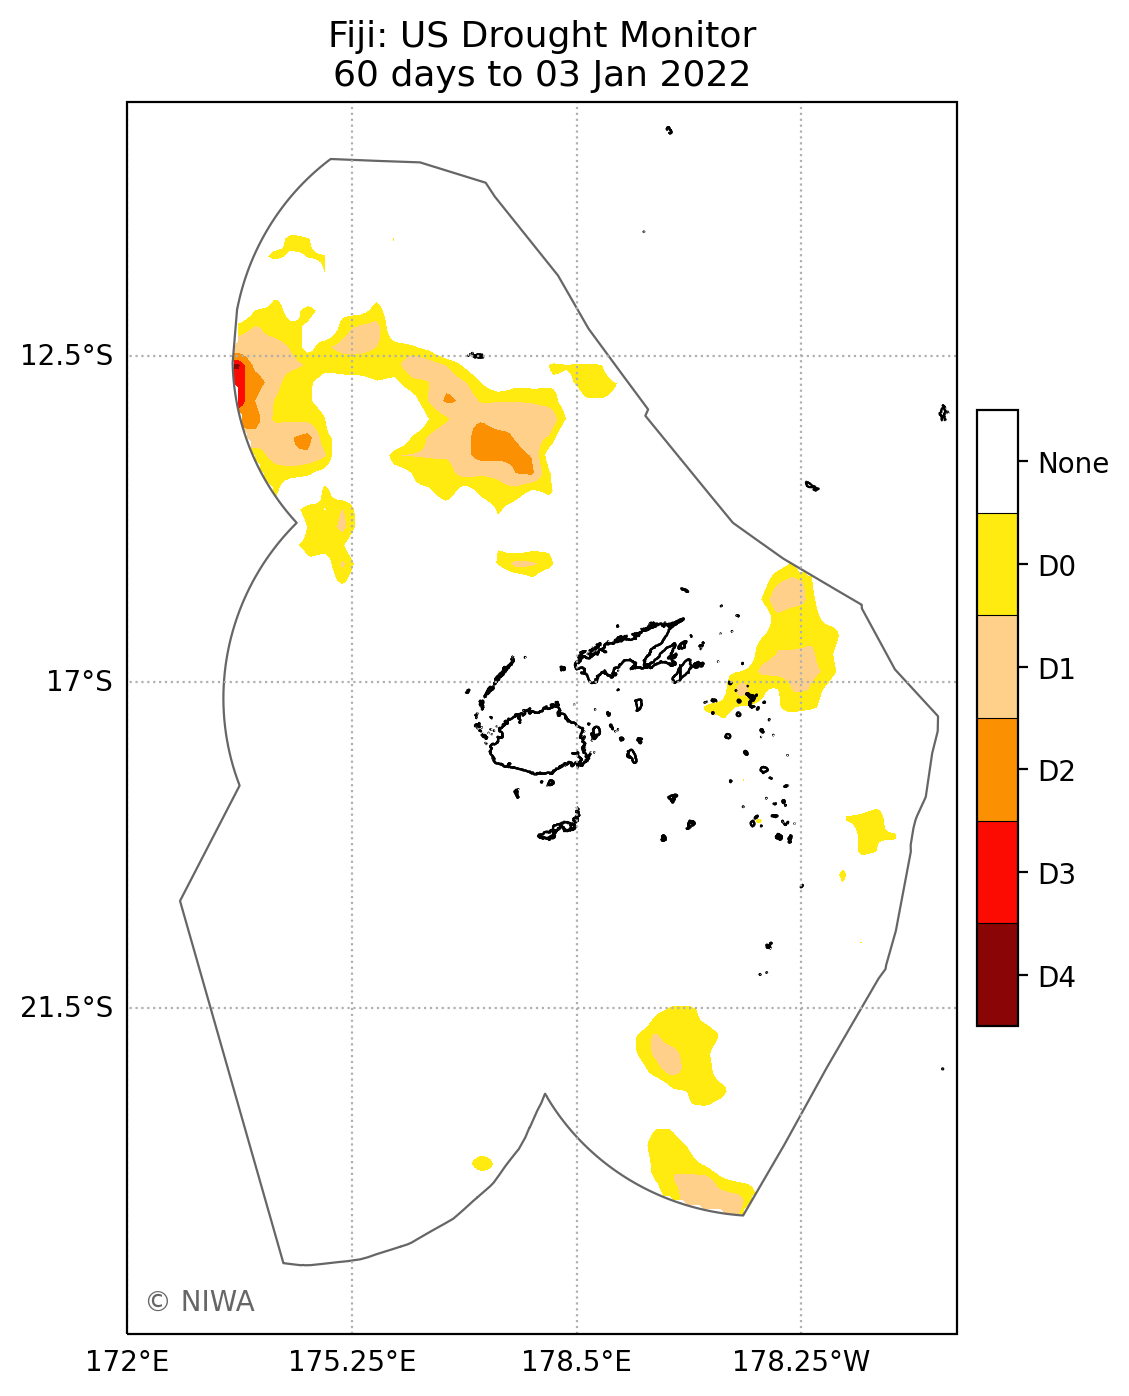 Fiji: US Drought Monitor
60 days to 03 Jan 2022
12.5°S
17°S
21.5°S
172°E
175.25°E
178.5°E
178.25°W
None
D0
D1
D2
D3
D4
© NIWA